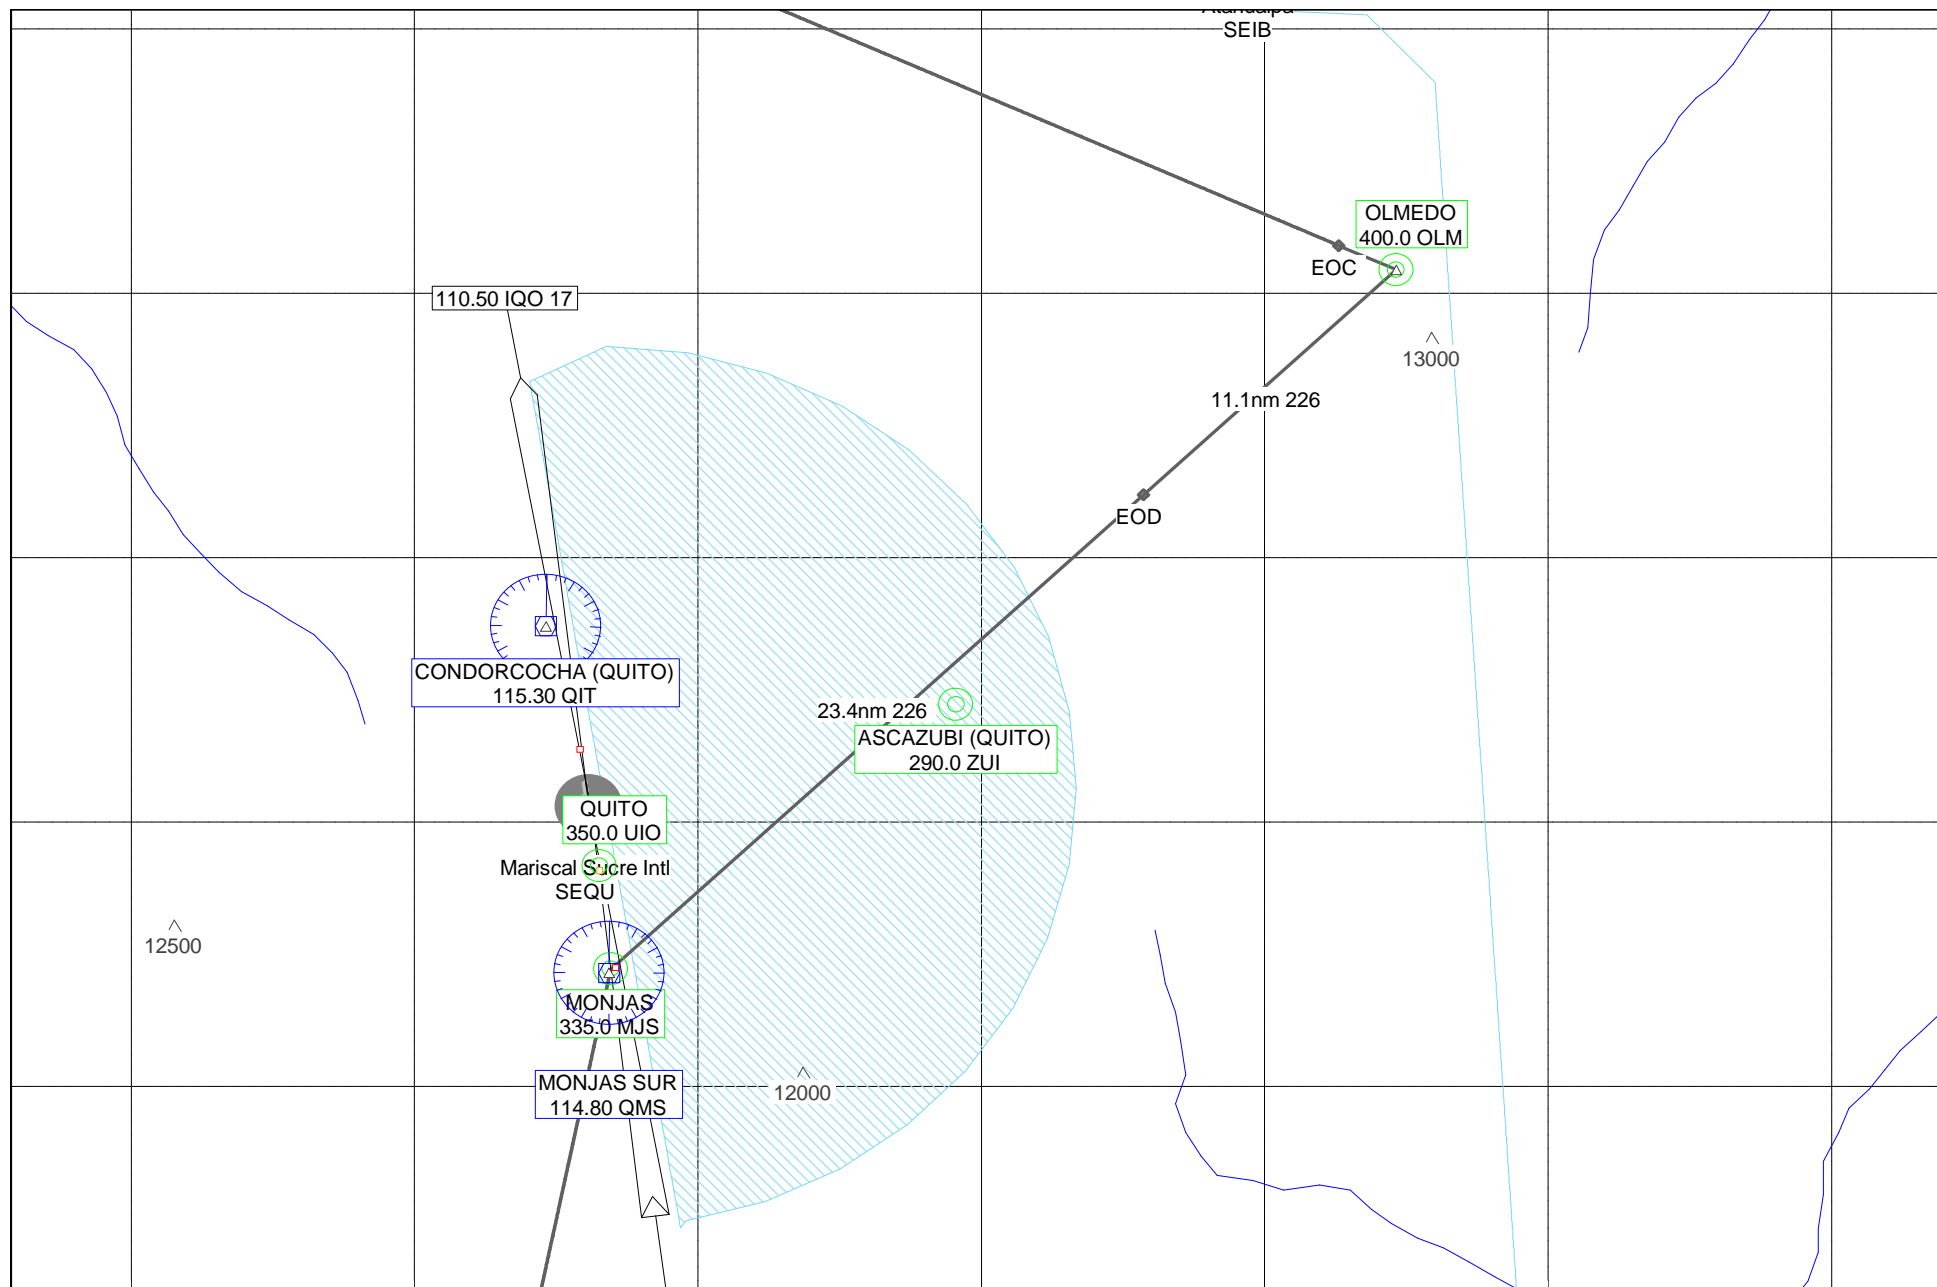 SEIB
OLMEDO
400.0 OLM
EOC
110.50 IQO 17
13000
11.1nm 226
EOD
CONDORCOCHA (QUITO)
115.30 QIT
23.4nm 226
ASCAZUBI (QUITO)
290.0 ZUI
QUITO
350.0 UIO
Mariscal Sucre Intl
SEQU
12500
MONJAS
335.0 MJS
MONJAS SUR
114.80 QMS
12000